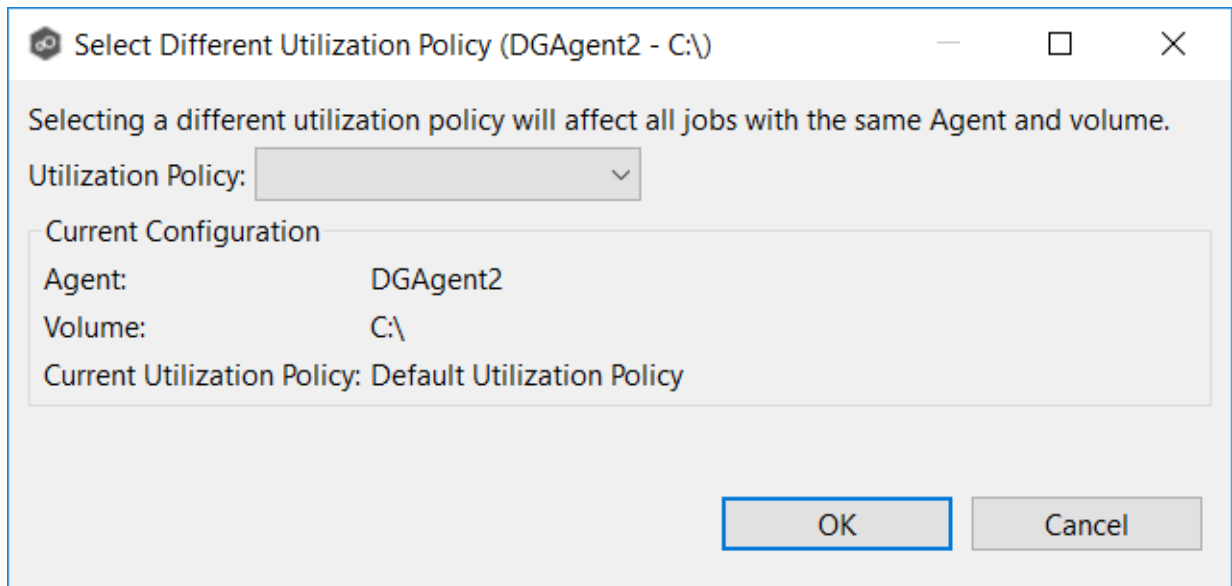 Select Different Utilization Policy (DGAgent2 - C:\)
Selecting a different utilization policy will affect all jobs with the same Agent and volume.
Utilization Policy:
Current Configuration
Agent: DGAgent2
Volume: C:\
Current Utilization Policy: Default Utilization Policy
OK Cancel